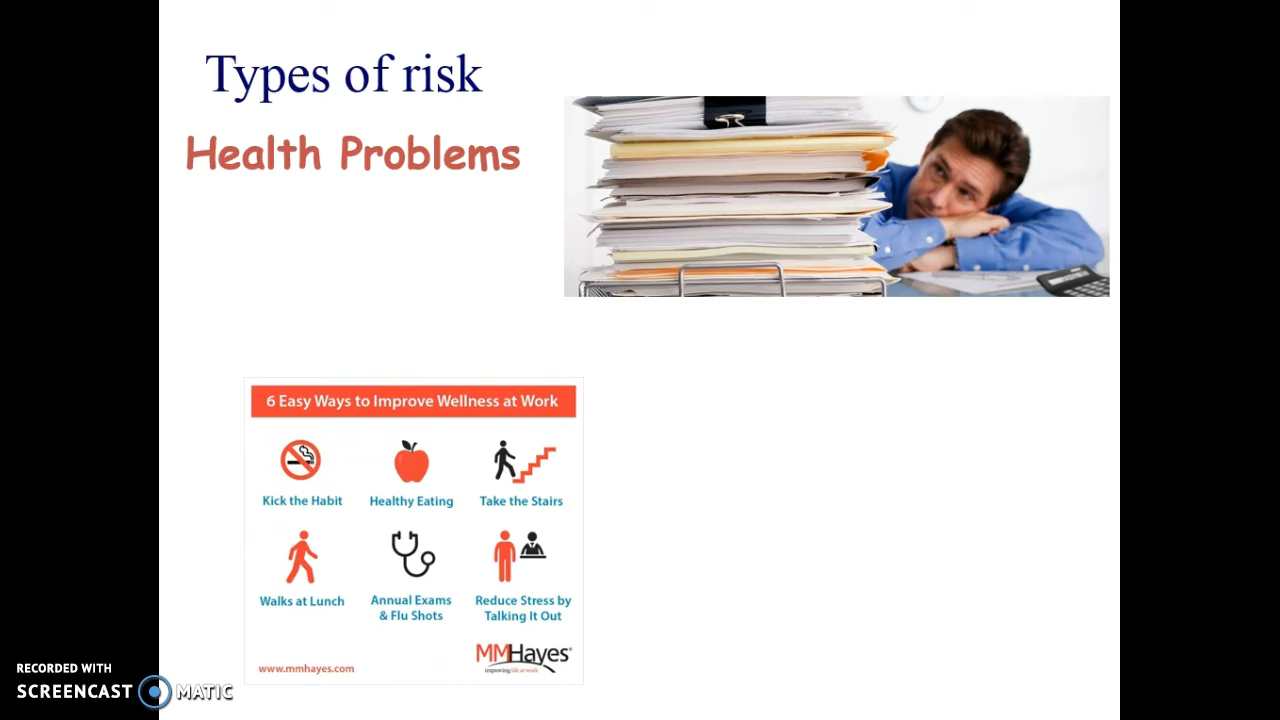 Types of risk
Health Problems
6 Easy Ways to Improve Wellness at Work
Kick the Habit
Healthy Eating
Take the Stairs
Walks at Lunch
Annual Exams
& Flu Shots
Reduce Stress by
Talking It Out
www.mmhayes.com
MMHayes®
improving life at work
RECORDED WITH
SCREENCAST MATIC